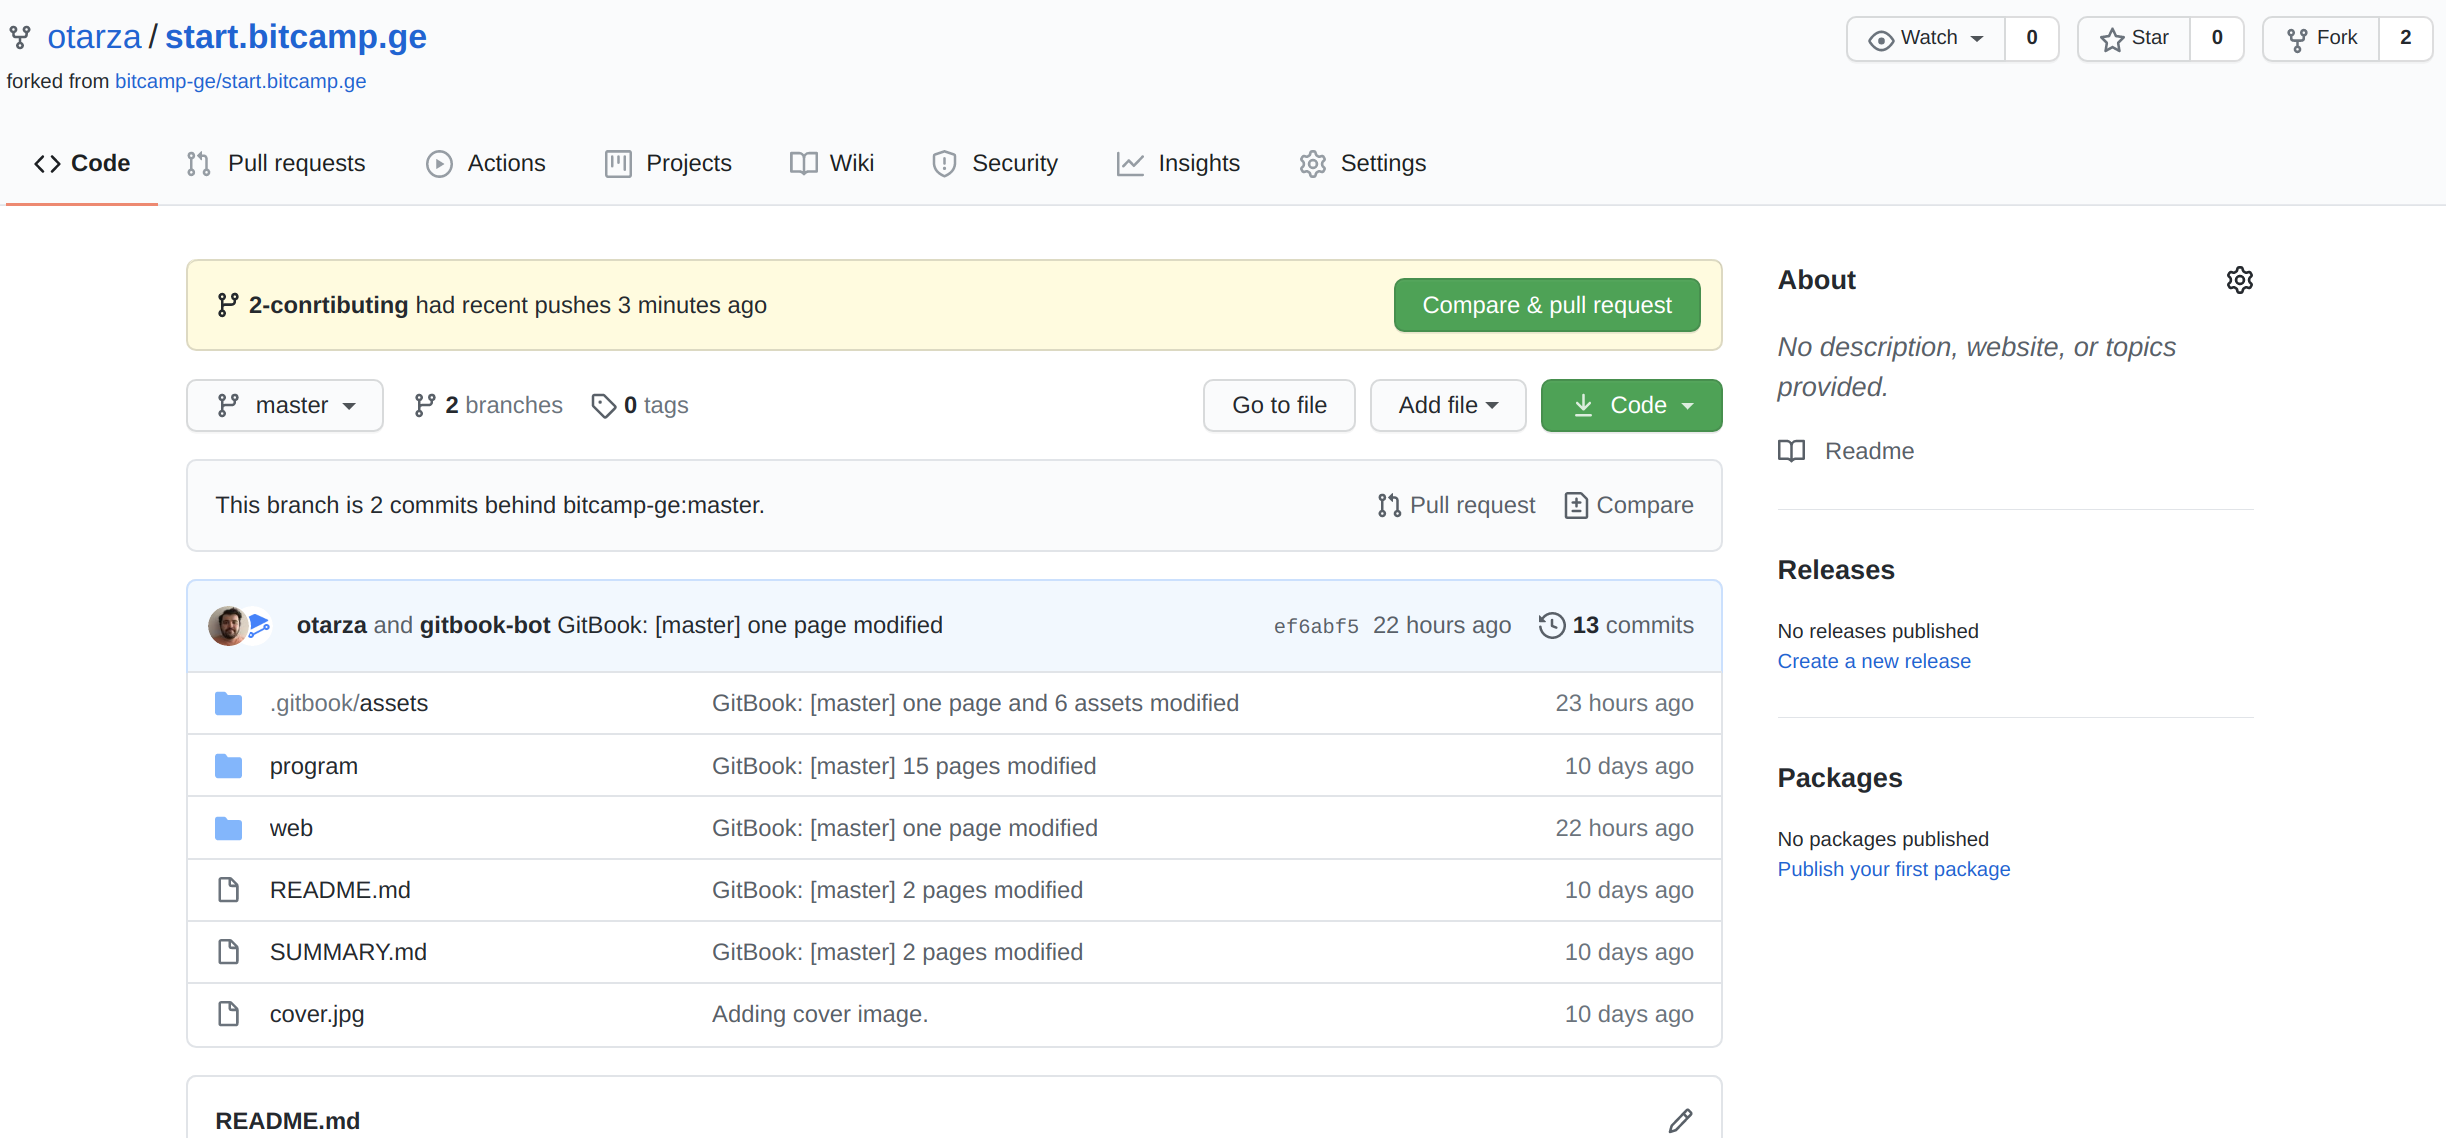 otarza / start.bitcamp.ge
Watch 0 Star 0 Fork 2
forked from bitcamp-ge/start.bitcamp.ge
Code Pull requests Actions Projects Wiki Security Insights Settings
2-conrtibuting had recent pushes 3 minutes ago Compare & pull request
master 2 branches 0 tags Go to file Add file Code
This branch is 2 commits behind bitcamp-ge:master. Pull request Compare
otarza and gitbook-bot GitBook: [master] one page modified ef6abf5 22 hours ago 13 commits
.gitbook/assets GitBook: [master] one page and 6 assets modified 23 hours ago
program GitBook: [master] 15 pages modified 10 days ago
web GitBook: [master] one page modified 22 hours ago
README.md GitBook: [master] 2 pages modified 10 days ago
SUMMARY.md GitBook: [master] 2 pages modified 10 days ago
cover.jpg Adding cover image. 10 days ago
README.md
About
No description, website, or topics
provided.
Readme
Releases
No releases published
Create a new release
Packages
No packages published
Publish your first package